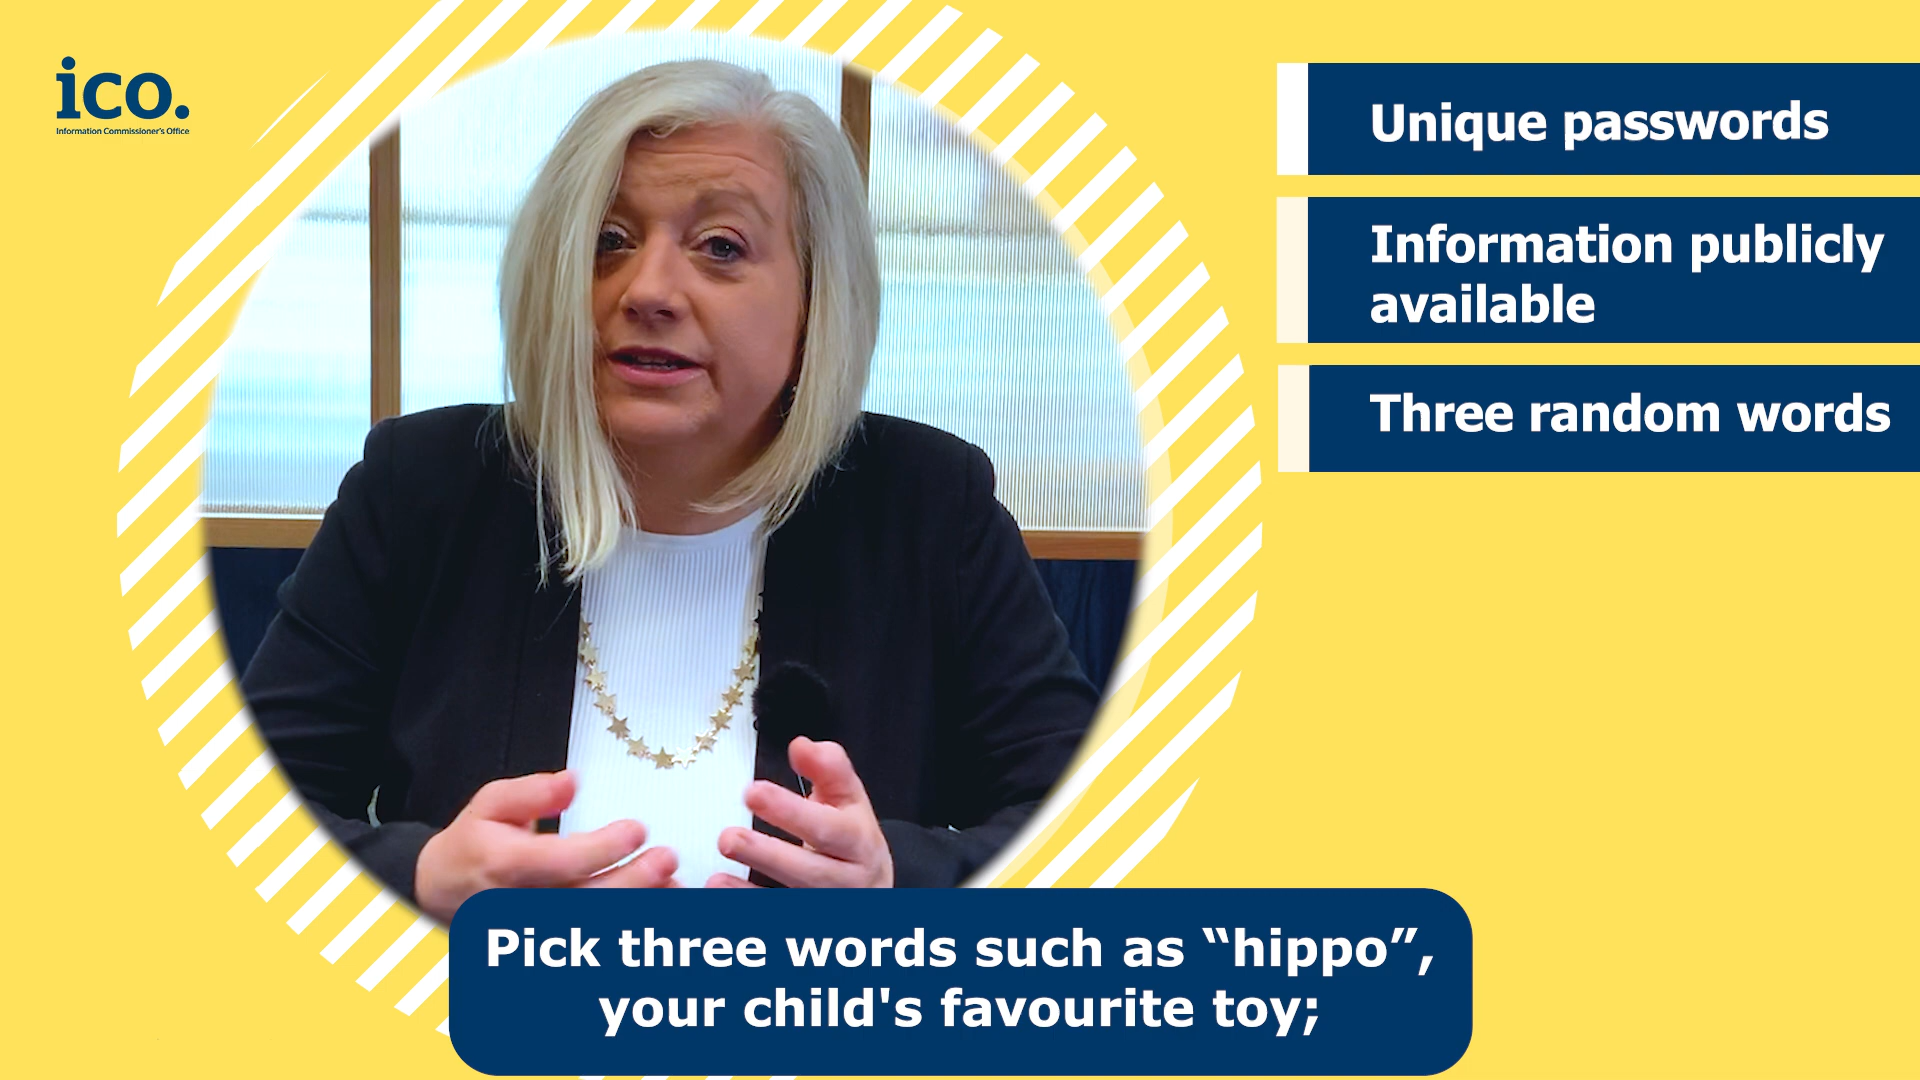 ico.
Information Commissioner's Office
Unique passwords
Information publicly
available
Three random words
Pick three words such as “hippo”,
your child's favourite toy;